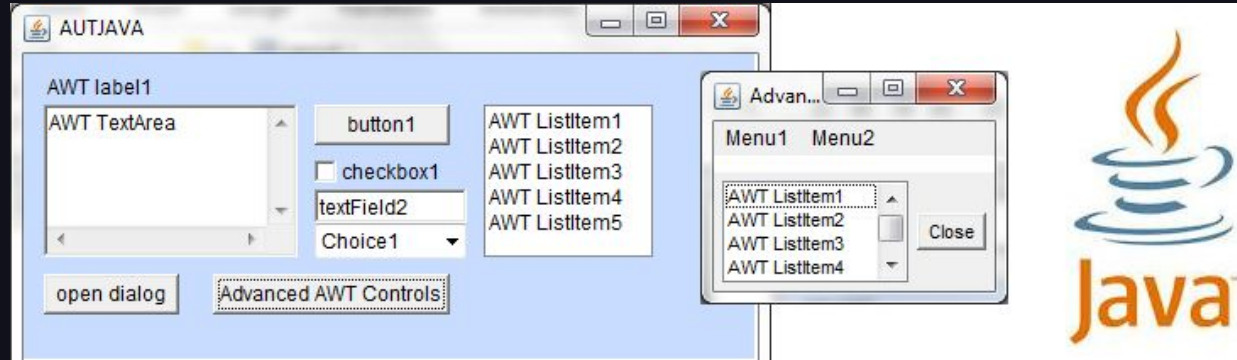 AUTJAVA
AWT label1
AWT TextArea
button1
checkbox1
textField2
Choice1
AWT ListItem1
AWT ListItem2
AWT ListItem3
AWT ListItem4
AWT ListItem5
open dialog
Advanced AWT Controls
Advan...
Menu1 Menu2
AWT ListItem1
AWT ListItem2
AWT ListItem3
AWT ListItem4
Close
Java